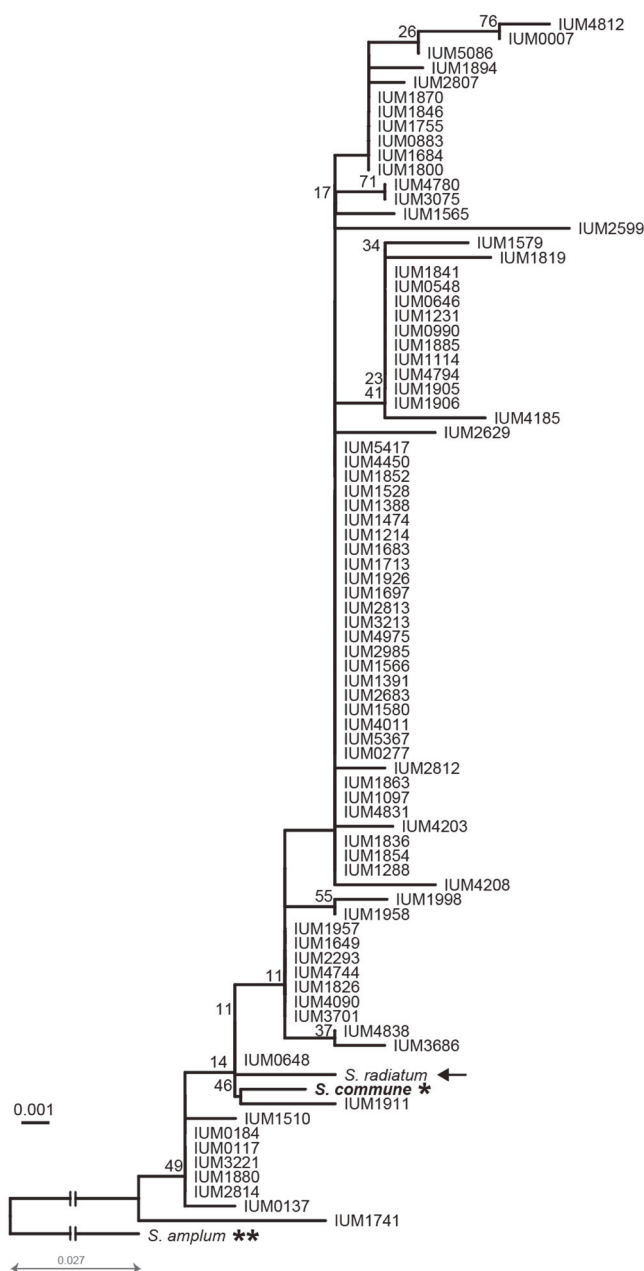 76
IUM4812
26
IUM0007
IUM5086
IUM1894
IUM2807
IUM1870
IUM1846
IUM1755
IUM0883
IUM1684
IUM1800
71
IUM4780
17
IUM3075
IUM1565
IUM2599
34
IUM1579
IUM1819
IUM1841
IUM0548
IUM0646
IUM1231
IUM0990
IUM1885
IUM1114
IUM4794
23
IUM1905
41
IUM1906
IUM4185
IUM2629
IUM5417
IUM4450
IUM1852
IUM1528
IUM1388
IUM1474
IUM1214
IUM1683
IUM1713
IUM1926
IUM1697
IUM2813
IUM3213
IUM4975
IUM2985
IUM1566
IUM1391
IUM2683
IUM1580
IUM4011
IUM5367
IUM0277
IUM2812
IUM1863
IUM1097
IUM4831
IUM4203
IUM1836
IUM1854
IUM1288
IUM4208
55
IUM1998
IUM1958
IUM1957
IUM1649
IUM2293
11
IUM4744
IUM1826
IUM4090
11
IUM3701
37
IUM4838
IUM3686
14
IUM0648
S. radiatum
46
S. commune *
IUM1911
0.001
IUM1510
IUM0184
IUM0117
49
IUM3221
IUM1880
IUM2814
IUM0137
IUM1741
S. amplum **
0.027